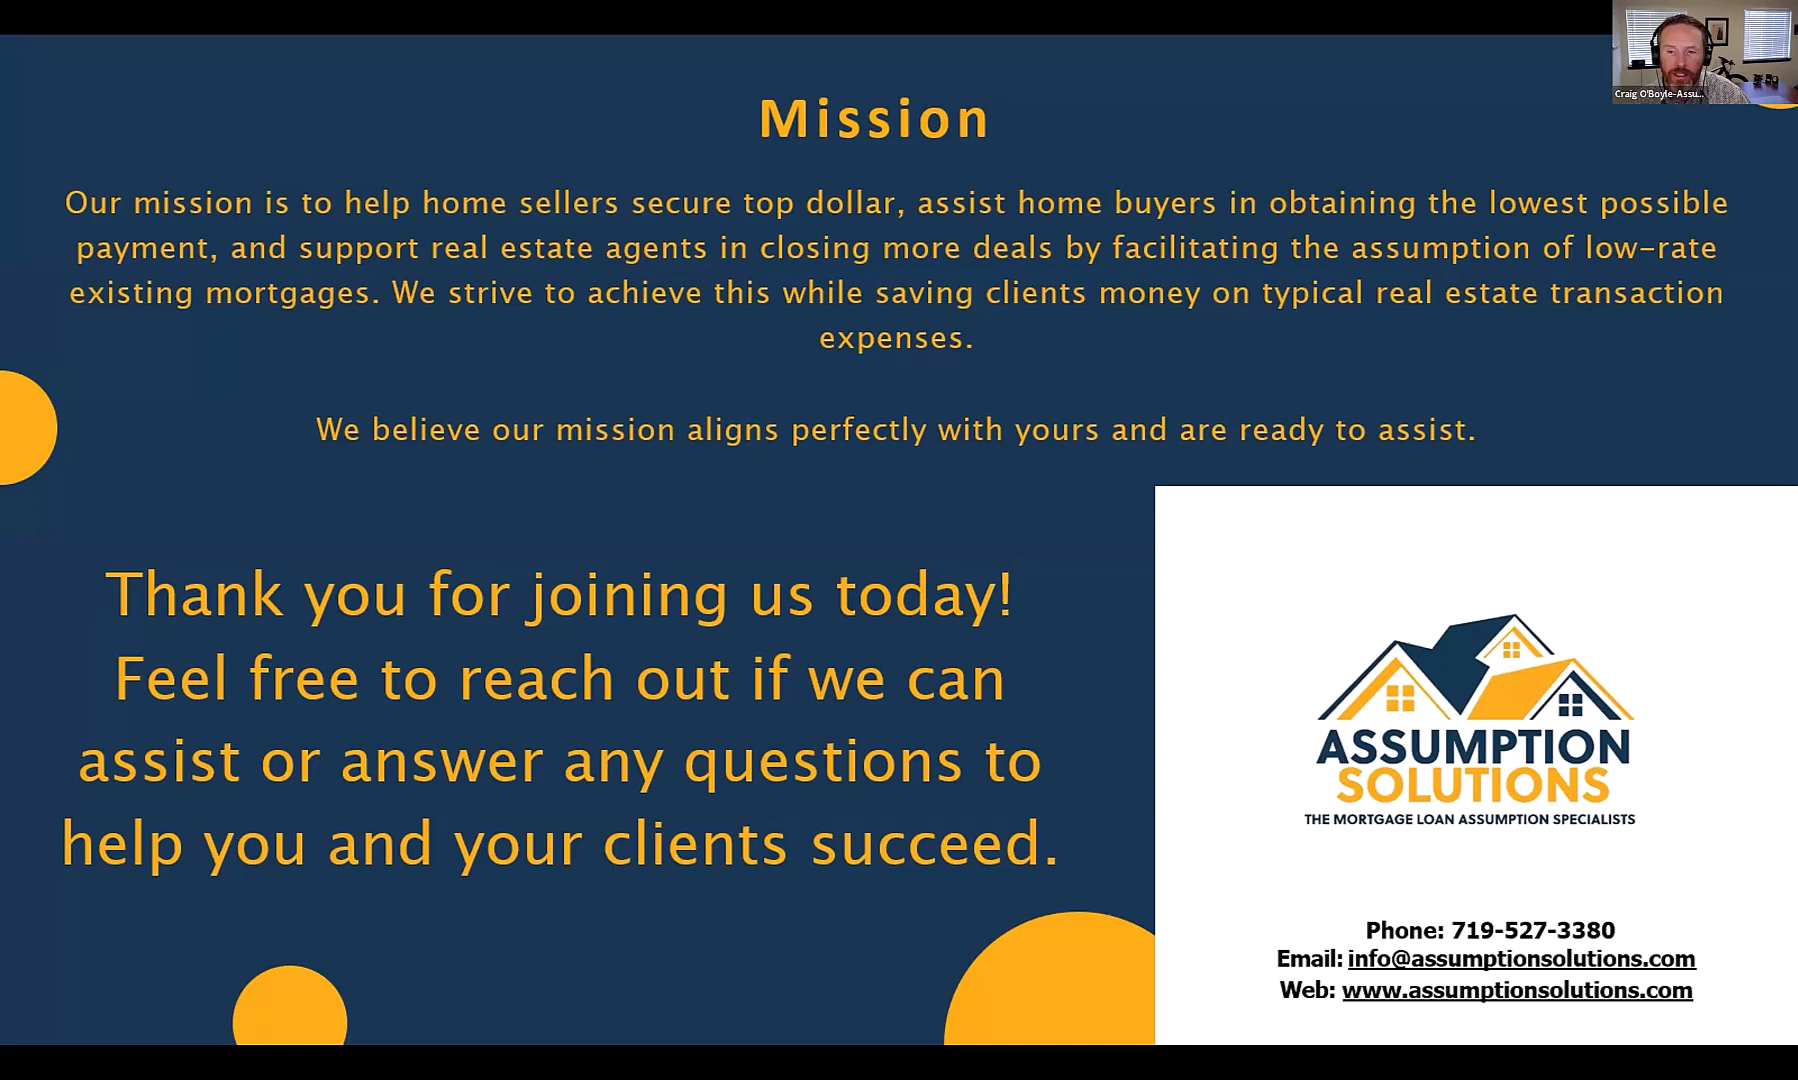 Craig O'Boyle-Assu...
Mission
Our mission is to help home sellers secure top dollar, assist home buyers in obtaining the lowest possible
payment, and support real estate agents in closing more deals by facilitating the assumption of low-rate
existing mortgages. We strive to achieve this while saving clients money on typical real estate transaction
expenses.
We believe our mission aligns perfectly with yours and are ready to assist.
Thank you for joining us today!
Feel free to reach out if we can
assist or answer any questions to
help you and your clients succeed.
ASSUMPTION
SOLUTIONS
THE MORTGAGE LOAN ASSUMPTION SPECIALISTS
Phone: 719-527-3380
Email: info@assumptionsolutions.com
Web: www.assumptionsolutions.com